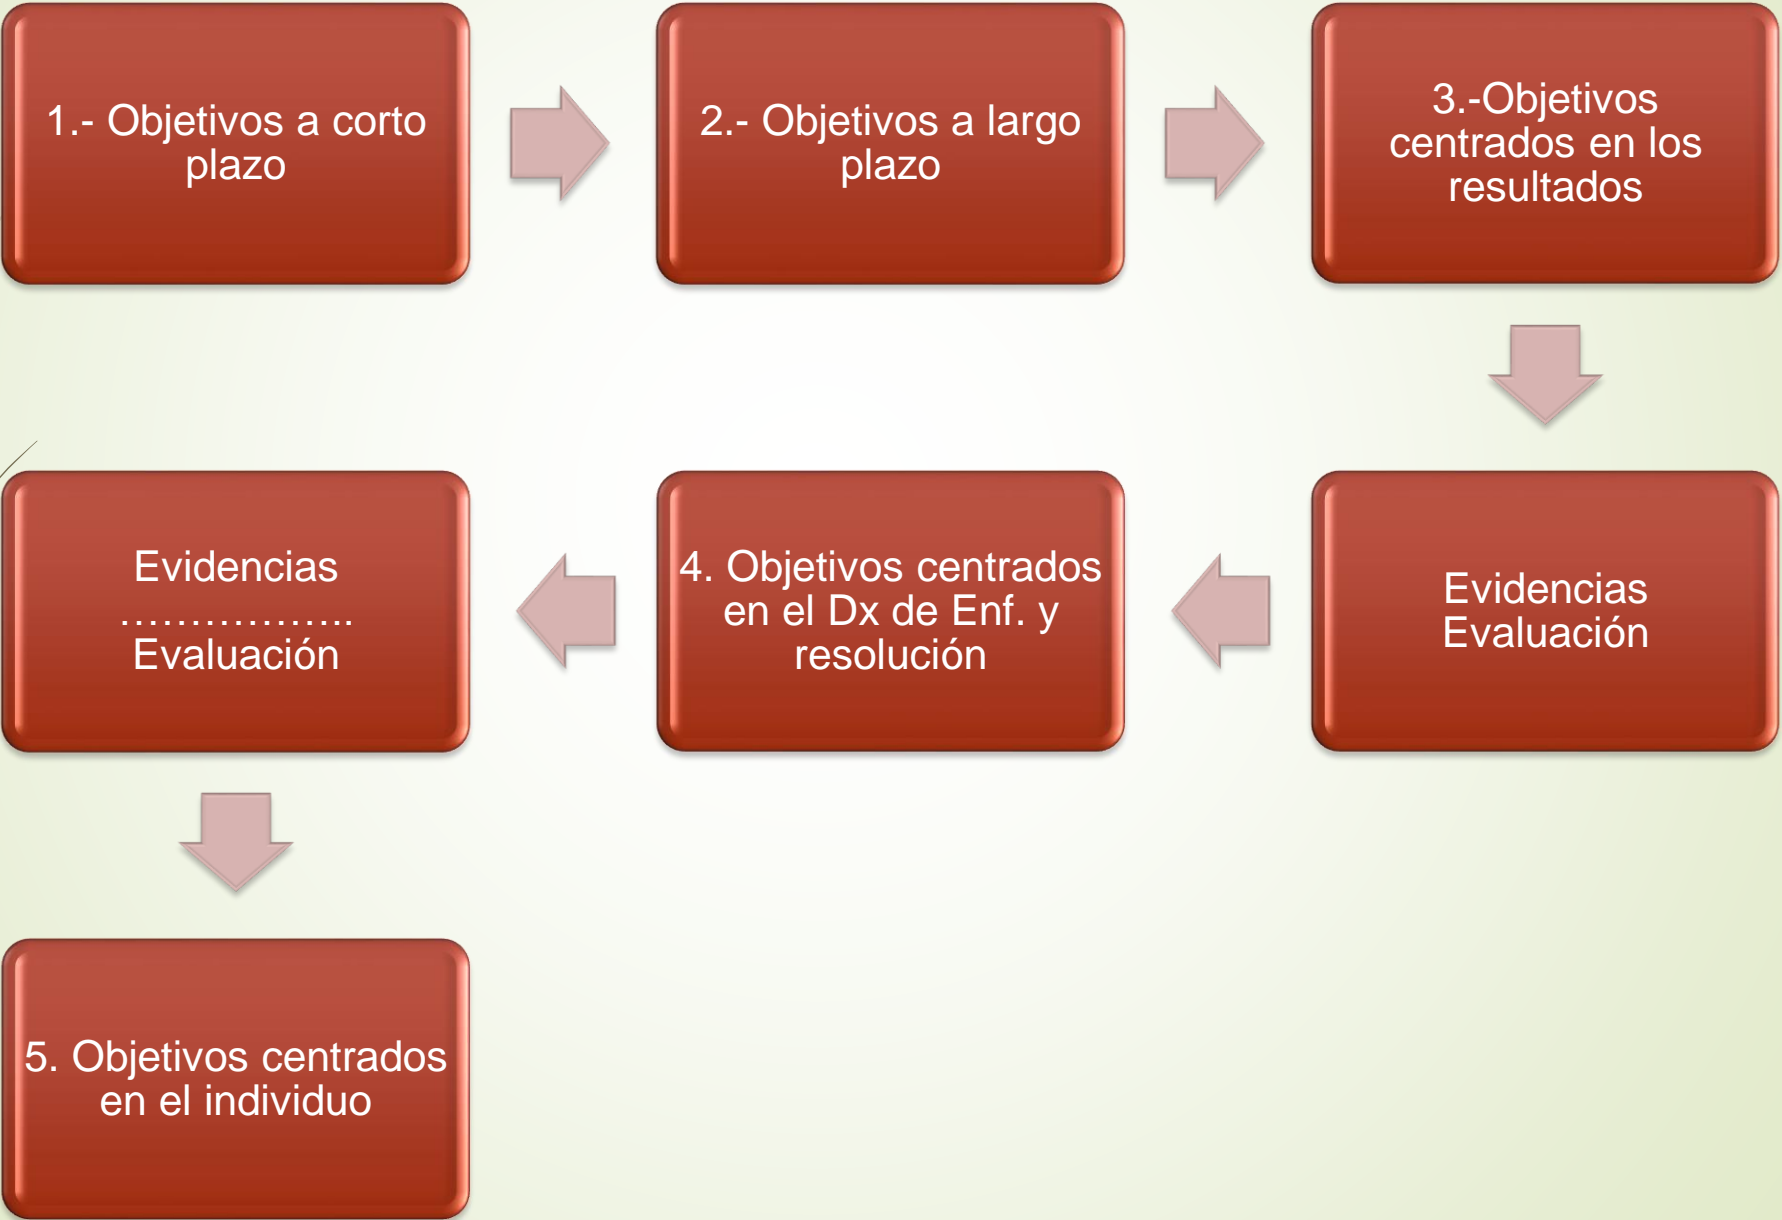 1.- Objetivos a corto
plazo
2.- Objetivos a largo
plazo
3.-Objetivos
centrados en los
resultados
Evidencias
Evaluación
4. Objetivos centrados
en el Dx de Enf. y
resolución
Evidencias
……………..
Evaluación
5. Objetivos centrados
en el individuo